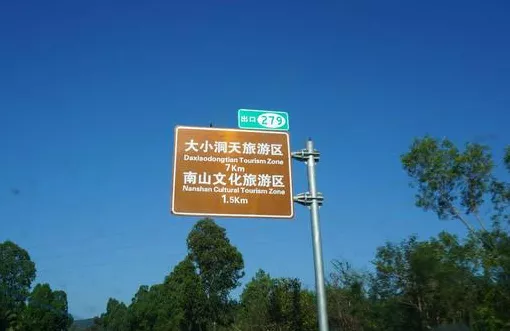 出口 279
大小洞天旅游区
Daxiaodongtian Tourism Zone
7Km
南山文化旅游区
Nanshan Cultural Tourism Zone
1.5Km